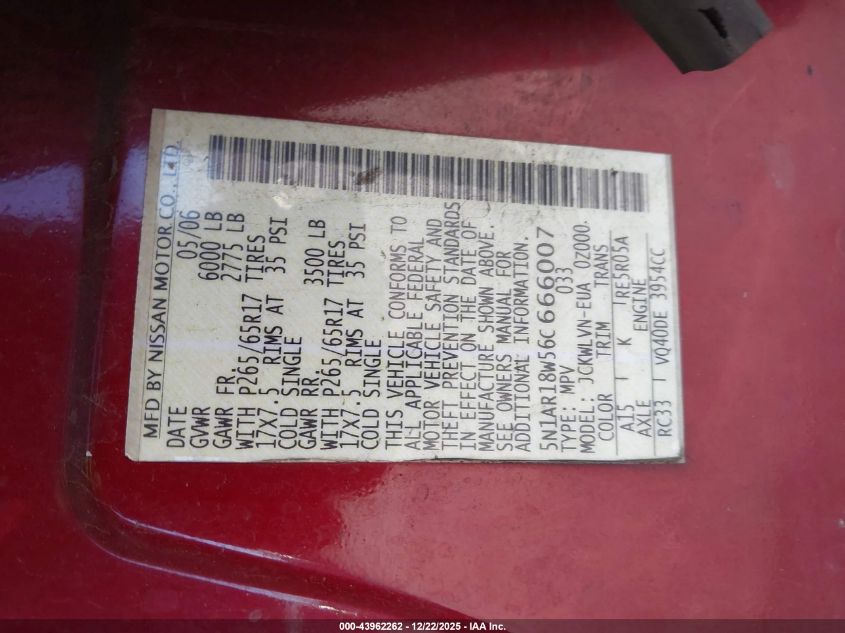 MFD BY NISSAN MOTOR CO., LTD.
DATE 05/06
GVWR 6000 LB
GAWR FR. 2775 LB
WITH P265/65R17 TIRES
17X7.5 RIMS AT 35 PSI
COLD SINGLE
GAWR RR. 3500 LB
WITH P265/65R17 TIRES
17X7.5 RIMS AT 35 PSI
COLD SINGLE
THIS VEHICLE CONFORMS TO
ALL APPLICABLE FEDERAL
MOTOR VEHICLE SAFETY AND
THEFT PREVENTION STANDARDS
IN EFFECT ON THE DATE OF
MANUFACTURE SHOWN ABOVE.
SEE OWNERS MANUAL FOR
ADDITIONAL INFORMATION.
5N1AR18W56C666007
TYPE: MPV 033
MODEL: JCKWLVN-EUA 0Z000.
COLOR TRIM TRANS
A15 K 1RE5R05A
AXLE ENGINE
RC33 VQ40DE 3954CC
000-43962262 - 12/22/2025 - IAA Inc.